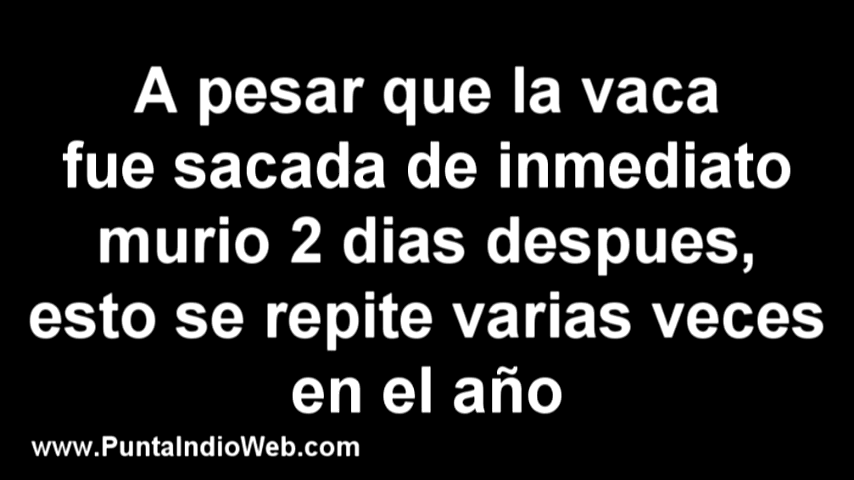 A pesar que la vaca
fue sacada de inmediato
murio 2 dias despues,
esto se repite varias veces
en el año
www.PuntaIndioWeb.com